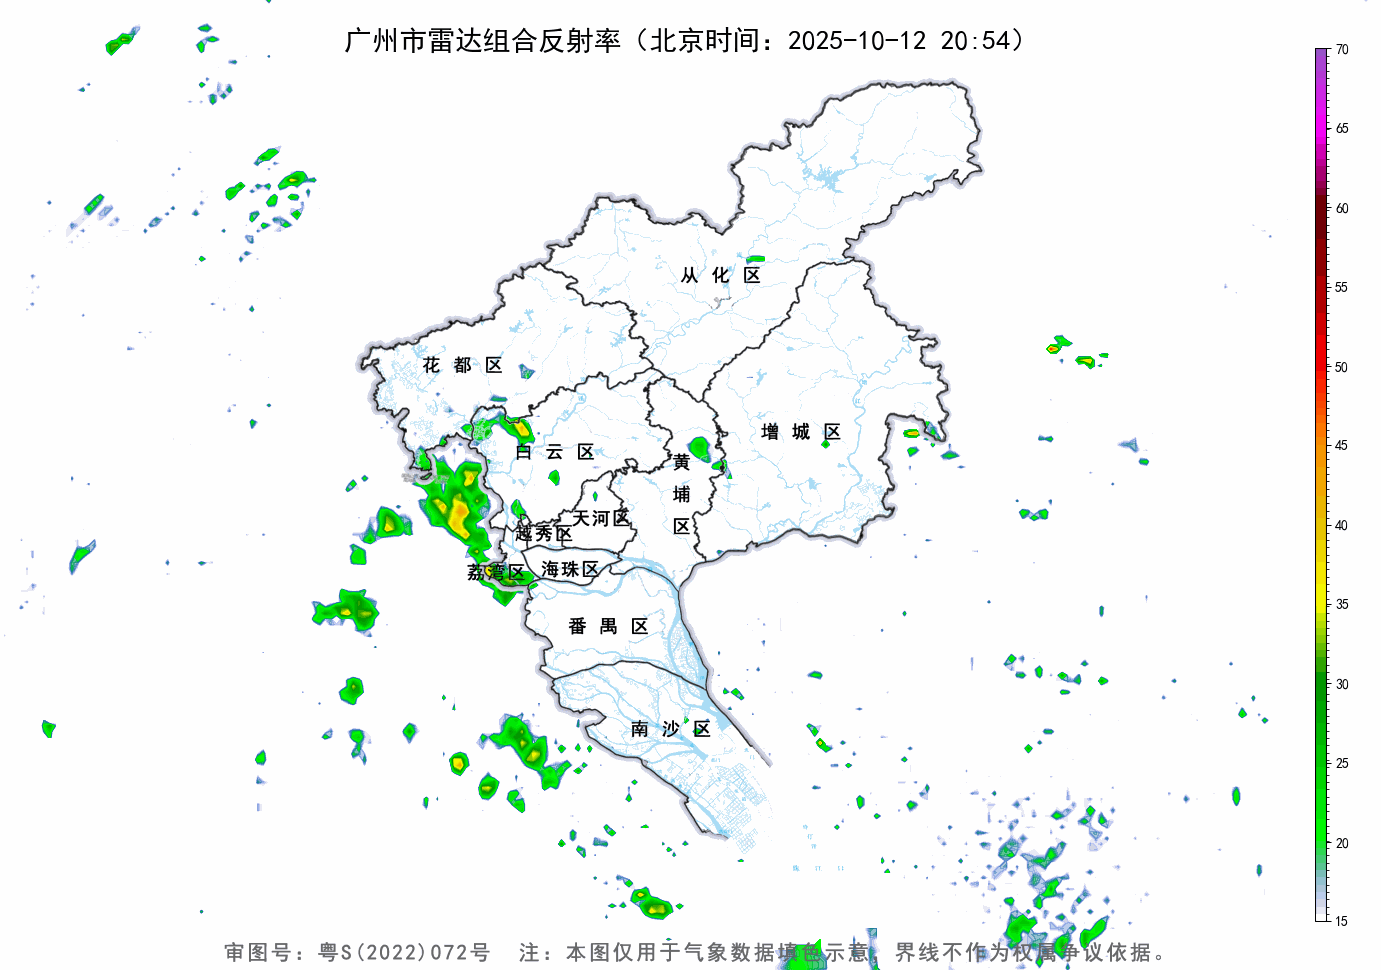 广州市雷达组合反射率（北京时间：2025-10-12 20:54）
70
65
60
55
50
45
40
35
30
25
20
15
从化区
花都区
增城区
白云区
黄埔区
天河区
越秀区
海珠区
荔湾区
番禺区
南沙区
审图号：粤S(2022)072号 注：本图仅用于气象数据填色示意，界线不作为权属争议依据。